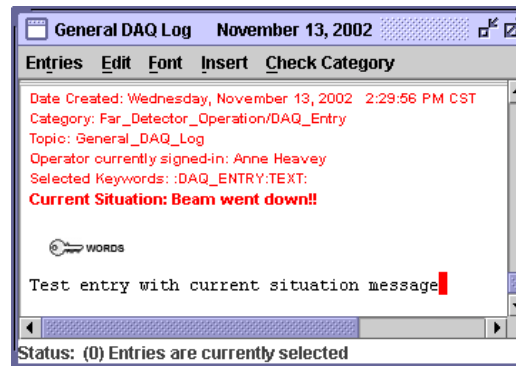 General DAQ Log November 13, 2002
Entries Edit Font Insert Check Category
Date Created: Wednesday, November 13, 2002 2:29:56 PM CST
Category: Far_Detector_Operation/DAQ_Entry
Topic: General_DAQ_Log
Operator currently signed-in: Anne Heavey
Selected Keywords: :DAQ_ENTRY:TEXT:
Current Situation: Beam went down!!
WORDS
Test entry with current situation message
Status: (0) Entries are currently selected